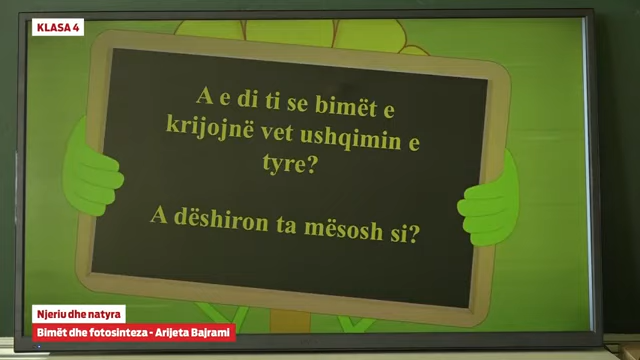 KLASA 4
A e di ti se bimët e
krijojnë vet ushqimin e
tyre?
A dëshiron ta mësosh si?
Njeriu dhe natyra
Bimët dhe fotosinteza - Arijeta Bajrami